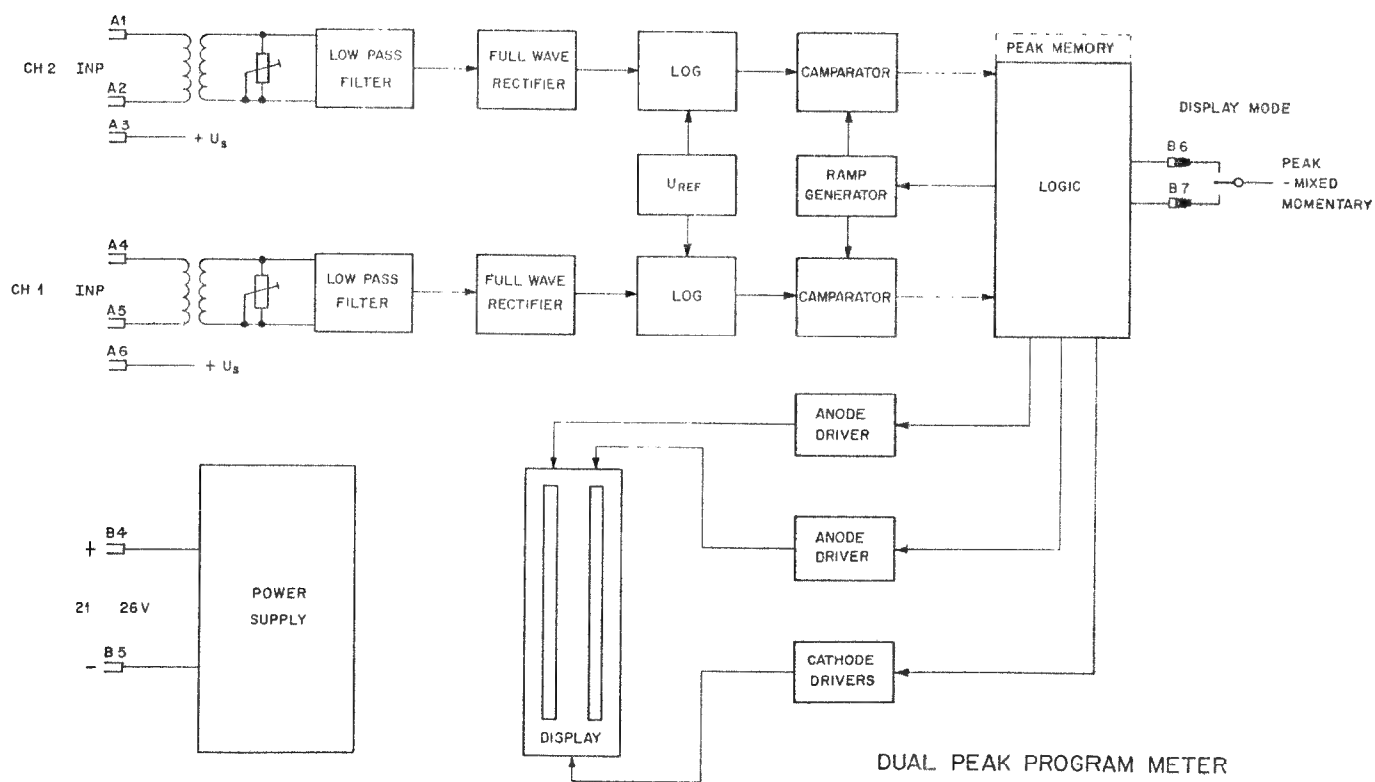 A1
CH 2 INP
A2
A3
+ Us
LOW PASS
FILTER
FULL WAVE
RECTIFIER
LOG
CAMPARATOR
PEAK MEMORY
LOGIC
DISPLAY MODE
B6
B7
PEAK
- MIXED
MOMENTARY
UREF
RAMP
GENERATOR
A4
CH 1 INP
A5
A6
+ Us
LOW PASS
FILTER
FULL WAVE
RECTIFIER
LOG
CAMPARATOR
ANODE
DRIVER
ANODE
DRIVER
CATHODE
DRIVERS
+ B4
21 26V
- B5
POWER
SUPPLY
DISPLAY
DUAL PEAK PROGRAM METER